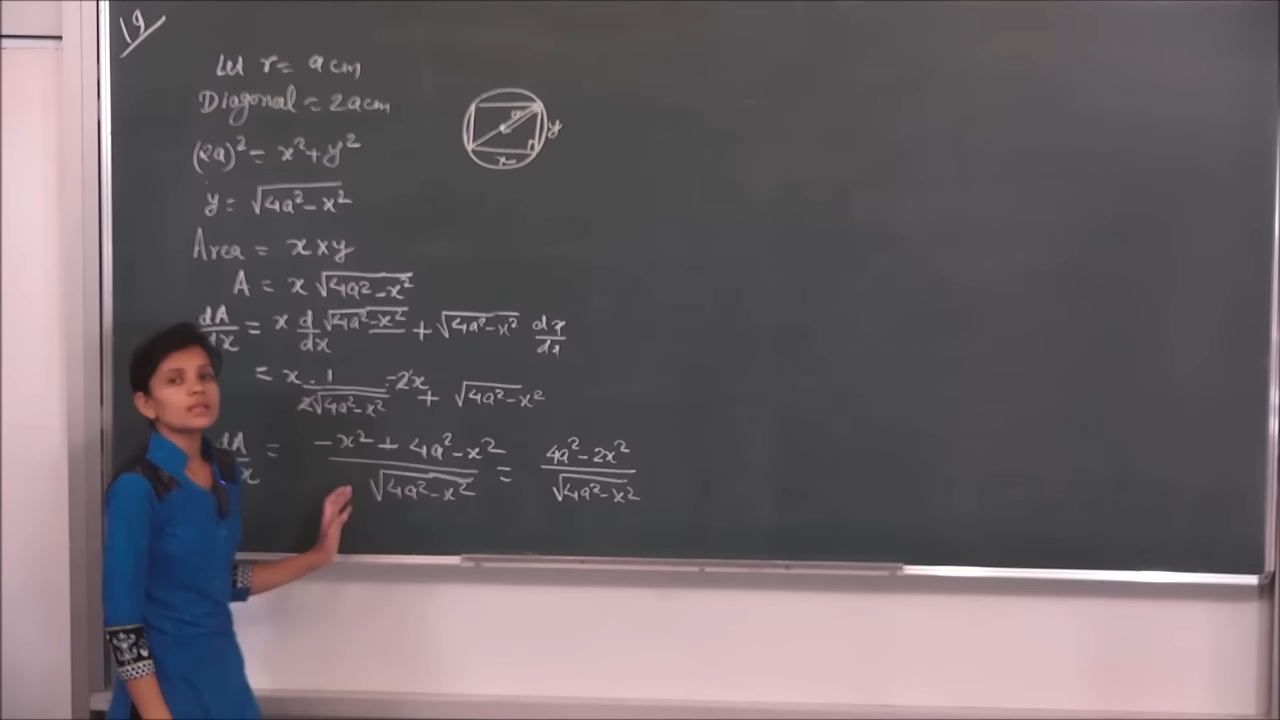 19
Let r = a cm
Diagonal = 2a cm
(2a)² = x² + y²
y = √(4a² - x²)
Area = x × y
A = x √(4a² - x²)
dA/dx = x d/dx √(4a² - x²) + √(4a² - x²) dx/dx
= x · 1/(2√(4a² - x²)) · -2x + √(4a² - x²)
dA/dx = (-x² + 4a² - x²)/√(4a² - x²) = (4a² - 2x²)/√(4a² - x²)
a
y
x